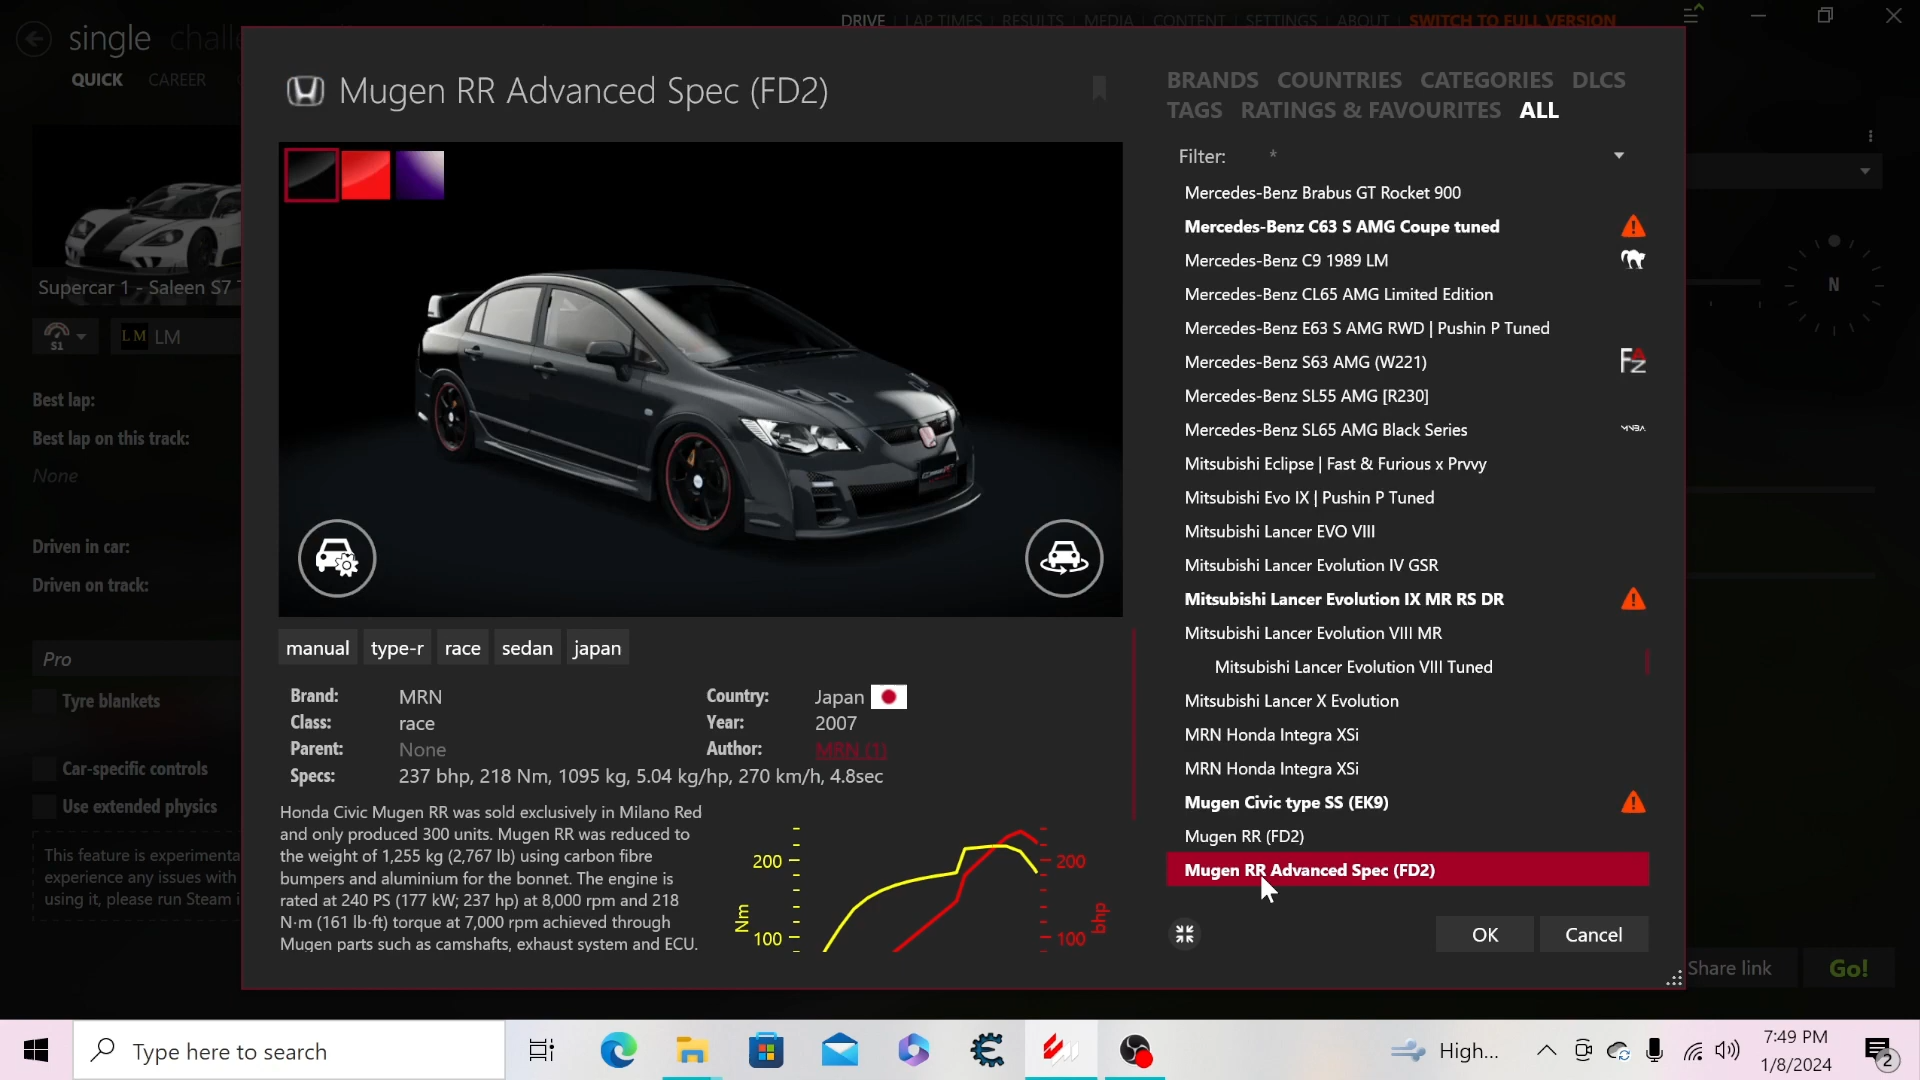 single challe
DRIVE LAP TIMES RESULTS MEDIA CONTENT SETTINGS ABOUT SWITCH TO FULL VERSION
QUICK CAREER
Supercar 1 - Saleen S7
S1
LM LM
Best lap:
Best lap on this track:
None
Driven in car:
Driven on track:
Pro
Tyre blankets
Car-specific controls
Use extended physics
This feature is experimenta
experience any issues with
using it, please run Steam i
Mugen RR Advanced Spec (FD2)
manual type-r race sedan japan
Brand: MRN Country: Japan
Class: race Year: 2007
Parent: None Author: MRN (1)
Specs: 237 bhp, 218 Nm, 1095 kg, 5.04 kg/hp, 270 km/h, 4.8sec
Honda Civic Mugen RR was sold exclusively in Milano Red
and only produced 300 units. Mugen RR was reduced to
the weight of 1,255 kg (2,767 lb) using carbon fibre
bumpers and aluminium for the bonnet. The engine is
rated at 240 PS (177 kW; 237 hp) at 8,000 rpm and 218
N·m (161 lb·ft) torque at 7,000 rpm achieved through
Mugen parts such as camshafts, exhaust system and ECU.
200 200
Nm bhp
100 100
BRANDS COUNTRIES CATEGORIES DLCS
TAGS RATINGS & FAVOURITES ALL
Filter: *
Mercedes-Benz Brabus GT Rocket 900
Mercedes-Benz C63 S AMG Coupe tuned
Mercedes-Benz C9 1989 LM
Mercedes-Benz CL65 AMG Limited Edition
Mercedes-Benz E63 S AMG RWD | Pushin P Tuned
Mercedes-Benz S63 AMG (W221)
Mercedes-Benz SL55 AMG [R230]
Mercedes-Benz SL65 AMG Black Series
Mitsubishi Eclipse | Fast & Furious x Prvvy
Mitsubishi Evo IX | Pushin P Tuned
Mitsubishi Lancer EVO VIII
Mitsubishi Lancer Evolution IV GSR
Mitsubishi Lancer Evolution IX MR RS DR
Mitsubishi Lancer Evolution VIII MR
Mitsubishi Lancer Evolution VIII Tuned
Mitsubishi Lancer X Evolution
MRN Honda Integra XSi
MRN Honda Integra XSi
Mugen Civic type SS (EK9)
Mugen RR (FD2)
Mugen RR Advanced Spec (FD2)
OK Cancel
N
Share link Go!
Type here to search
High...
7:49 PM
1/8/2024
2